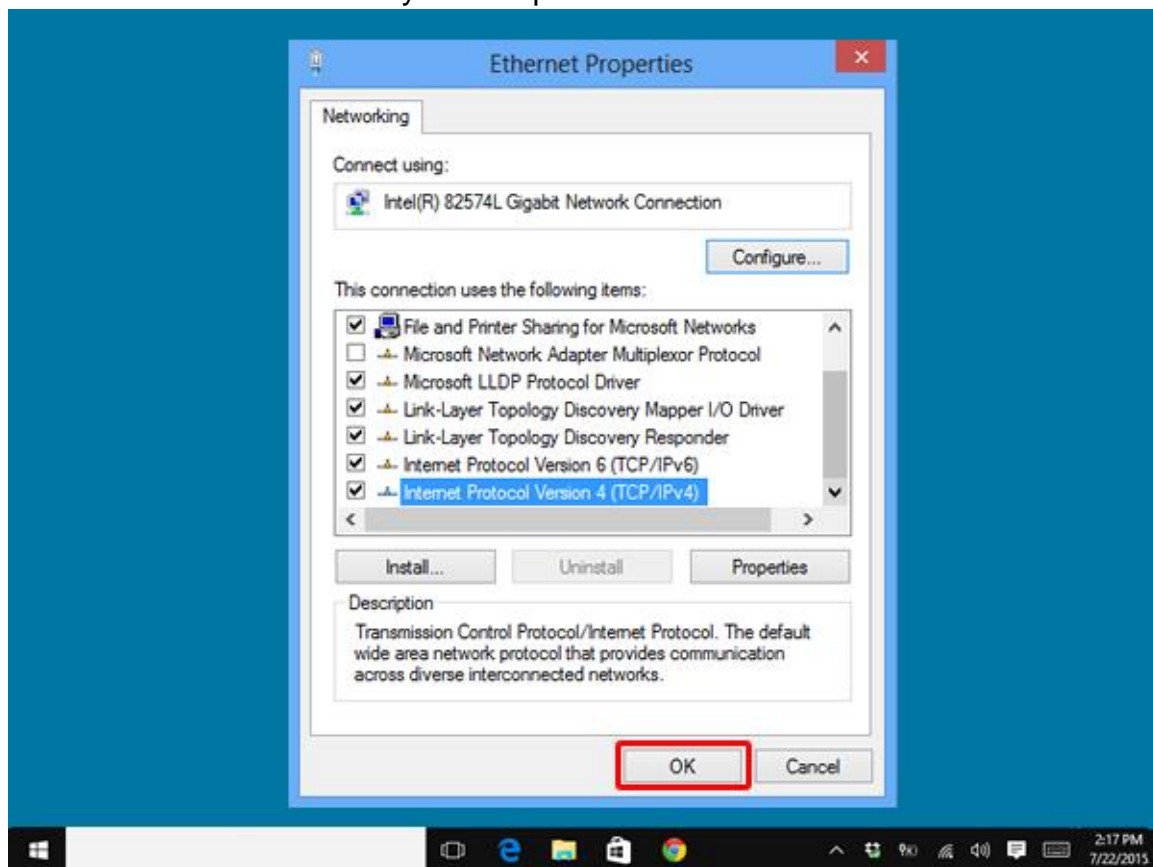 Ethernet Properties
Networking
Connect using:
Intel(R) 82574L Gigabit Network Connection
Configure...
This connection uses the following items:
File and Printer Sharing for Microsoft Networks
Microsoft Network Adapter Multiplexor Protocol
Microsoft LLDP Protocol Driver
Link-Layer Topology Discovery Mapper I/O Driver
Link-Layer Topology Discovery Responder
Internet Protocol Version 6 (TCP/IPv6)
Internet Protocol Version 4 (TCP/IPv4)
Install... Uninstall Properties
Description
Transmission Control Protocol/Internet Protocol. The default
wide area network protocol that provides communication
across diverse interconnected networks.
OK Cancel
2:17 PM
7/22/2015